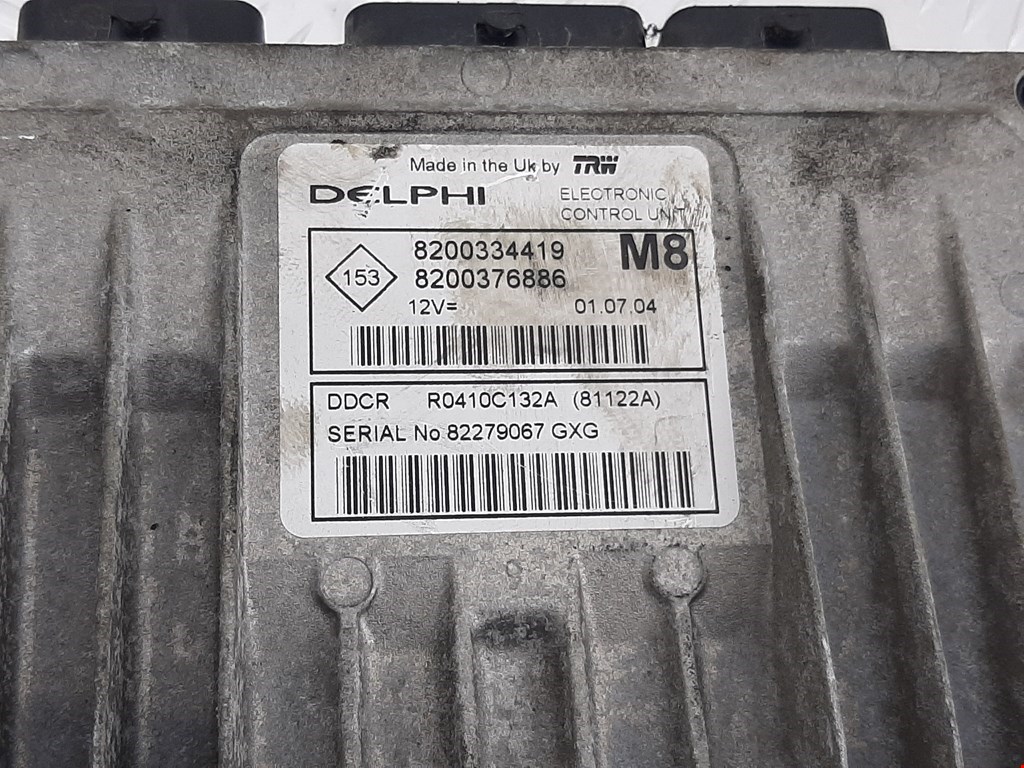 Made in the Uk by TRW
DELPHI
ELECTRONIC
CONTROL UNIT
153
8200334419
8200376886
M8
12V=
01.07.04
DDCR R0410C132A (81122A)
SERIAL No 82279067 GXG